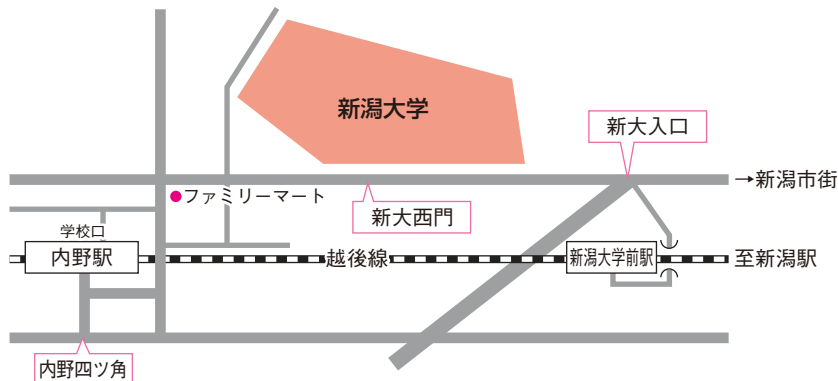 新潟大学
新大入口
→新潟市街
ファミリーマート
新大西門
学校口
内野駅
越後線
新潟大学前駅
至新潟駅
内野四ツ角